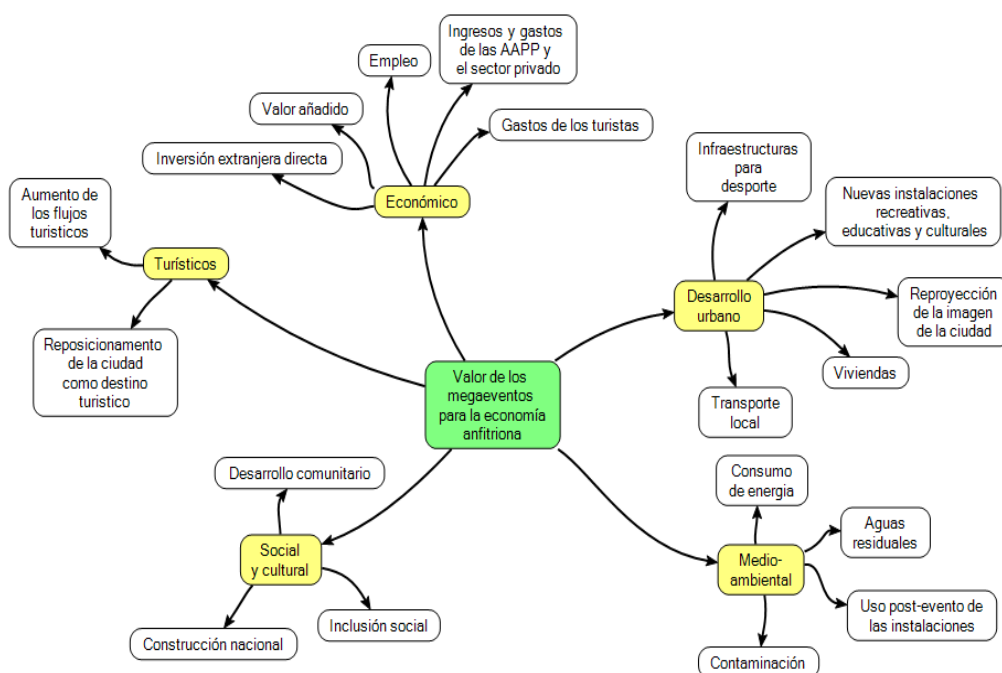 Ingresos y gastos
de las AAPP y
el sector privado
Empleo
Valor añadido
Gastos de los turistas
Inversión extranjera directa
Económico
Aumento de
los flujos
turisticos
Turísticos
Reposicionamento
de la ciudad
como destino
turistico
Infraestructuras
para
desporte
Nuevas instalaciones
recreativas,
educativas y culturales
Desarrollo
urbano
Reproyección
de la imagen
de la ciudad
Viviendas
Transporte
local
Valor de los
megaeventos
para la economía
anfitriona
Desarrollo comunitario
Social
y cultural
Construcción nacional
Inclusión social
Consumo
de energia
Aguas
residuales
Medio-
ambiental
Uso post-evento de
las instalaciones
Contaminación